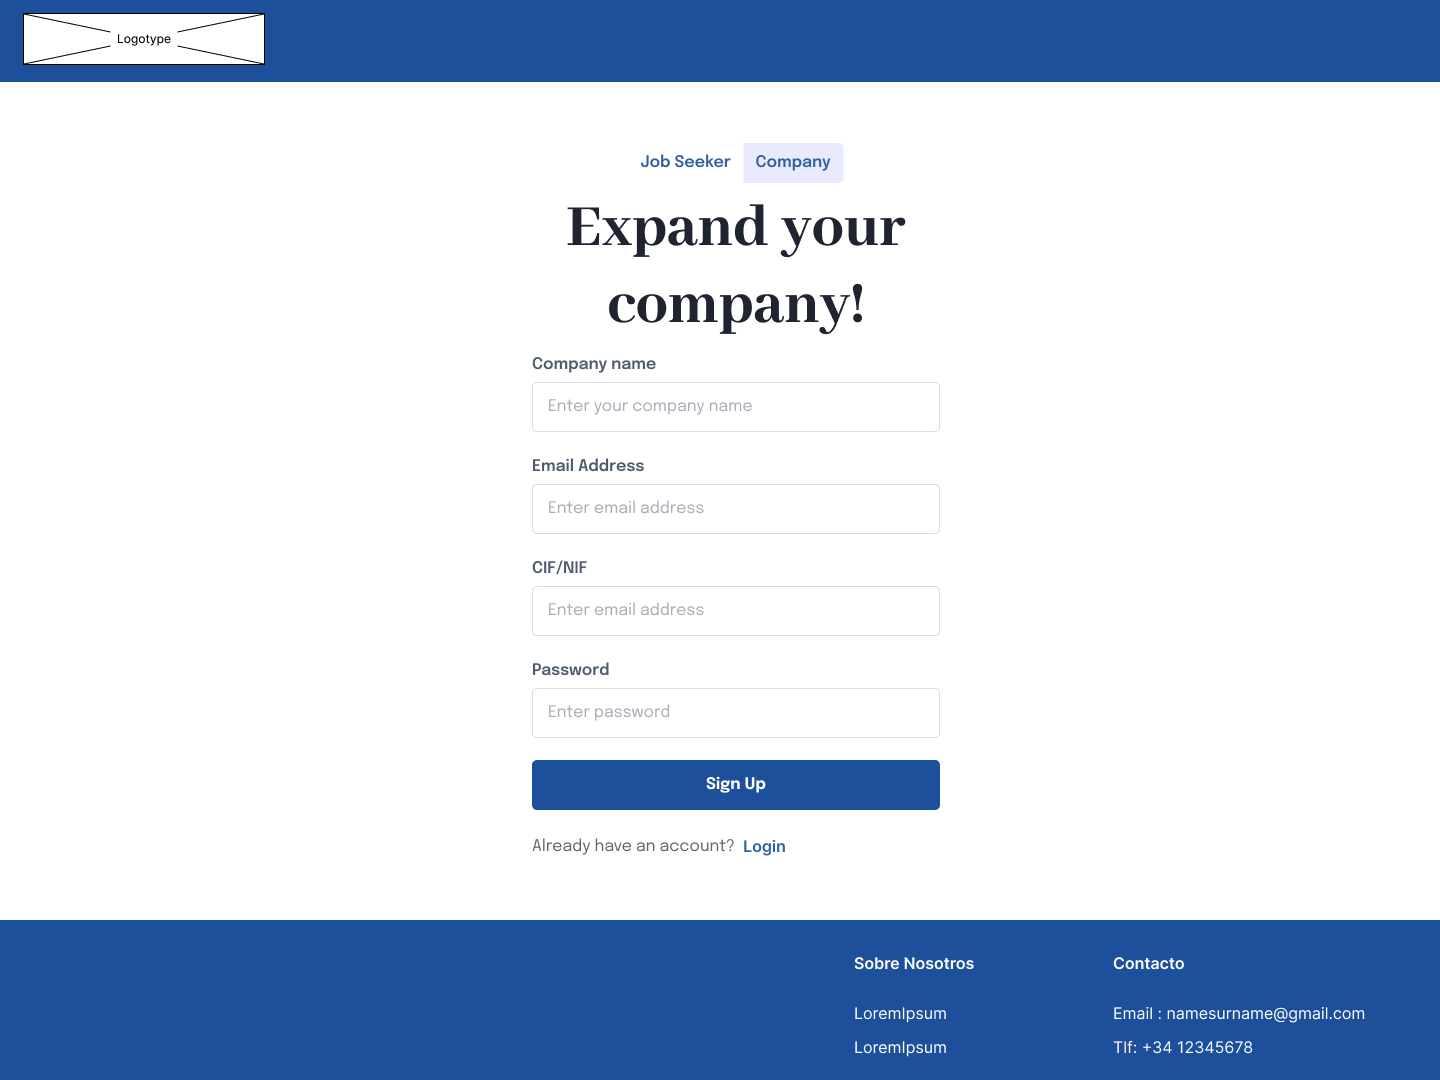 Logotype
Job Seeker
Company
Expand your
company!
Company name
Enter your company name
Email Address
Enter email address
CIF/NIF
Enter email address
Password
Enter password
Sign Up
Already have an account? Login
Sobre Nosotros
LoremIpsum
LoremIpsum
Contacto
Email : namesurname@gmail.com
Tlf: +34 12345678